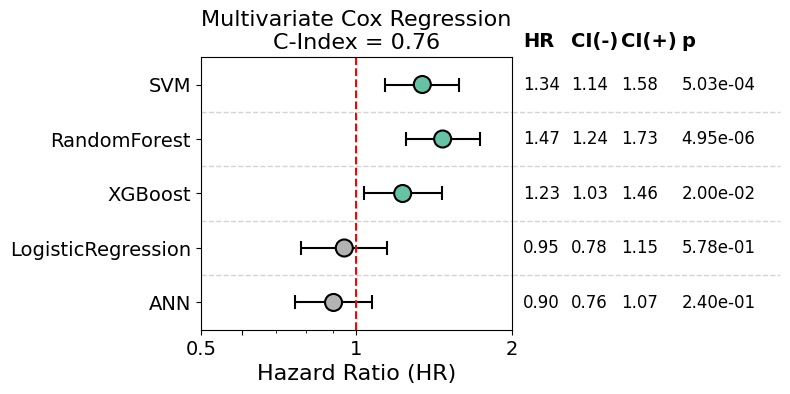 Multivariate Cox Regression
C-Index = 0.76
HR CI(-) CI(+) p
SVM 1.34 1.14 1.58 5.03e-04
RandomForest 1.47 1.24 1.73 4.95e-06
XGBoost 1.23 1.03 1.46 2.00e-02
LogisticRegression 0.95 0.78 1.15 5.78e-01
ANN 0.90 0.76 1.07 2.40e-01
0.5 1 2
Hazard Ratio (HR)